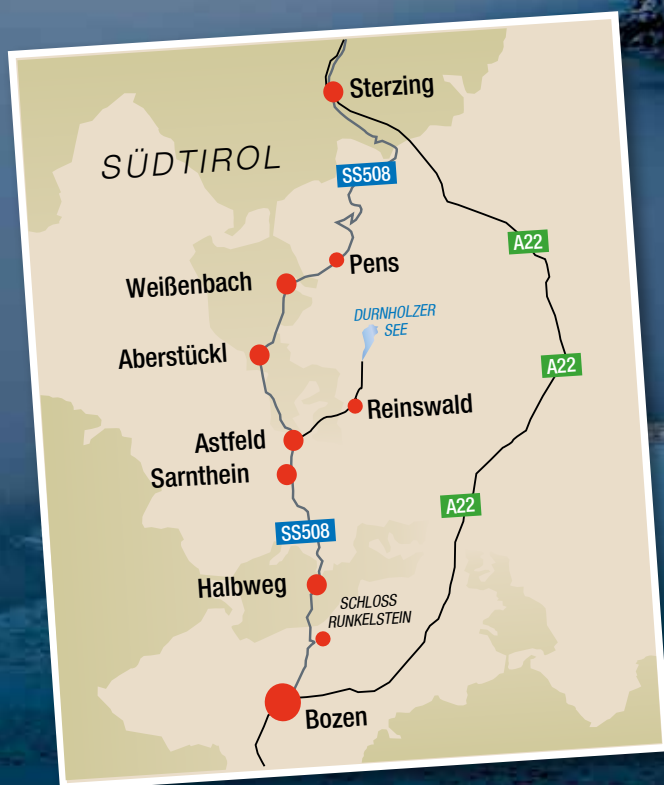 Sterzing
SÜDTIROL
SS508
A22
Pens
Weißenbach
DURNHOLZER
SEE
Aberstückl
A22
Reinswald
Astfeld
Sarnthein
A22
SS508
Halbweg
SCHLOSS
RUNKELSTEIN
Bozen